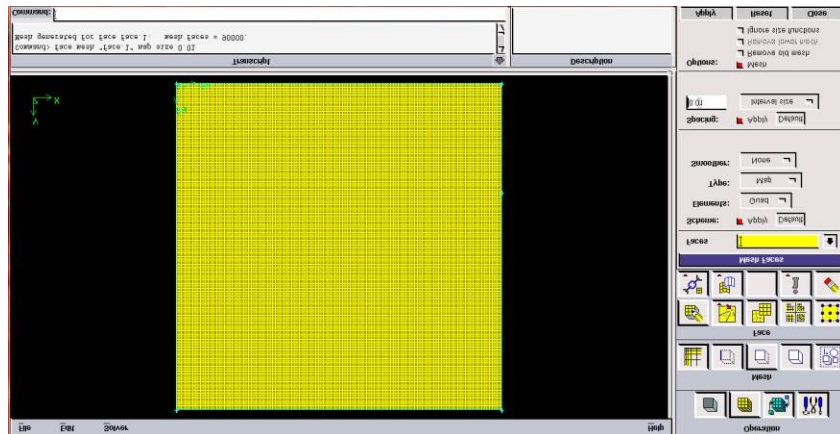 File Edit Solver Help
Operation
Mesh
Face
Mesh Faces
Faces
Scheme: Apply Default
Elements: Quad
Type: Map
Smoother: None
Spacing: Apply Default
0.01 Interval size
Options: Mesh
Remove old mesh
Remove lower mesh
Ignore size functions
Apply Reset Close
Y
Z X
Transcript
Command> face mesh "face.1" map size 0.01
Mesh generated for face face.1: mesh faces = 90000.
Command:
Description